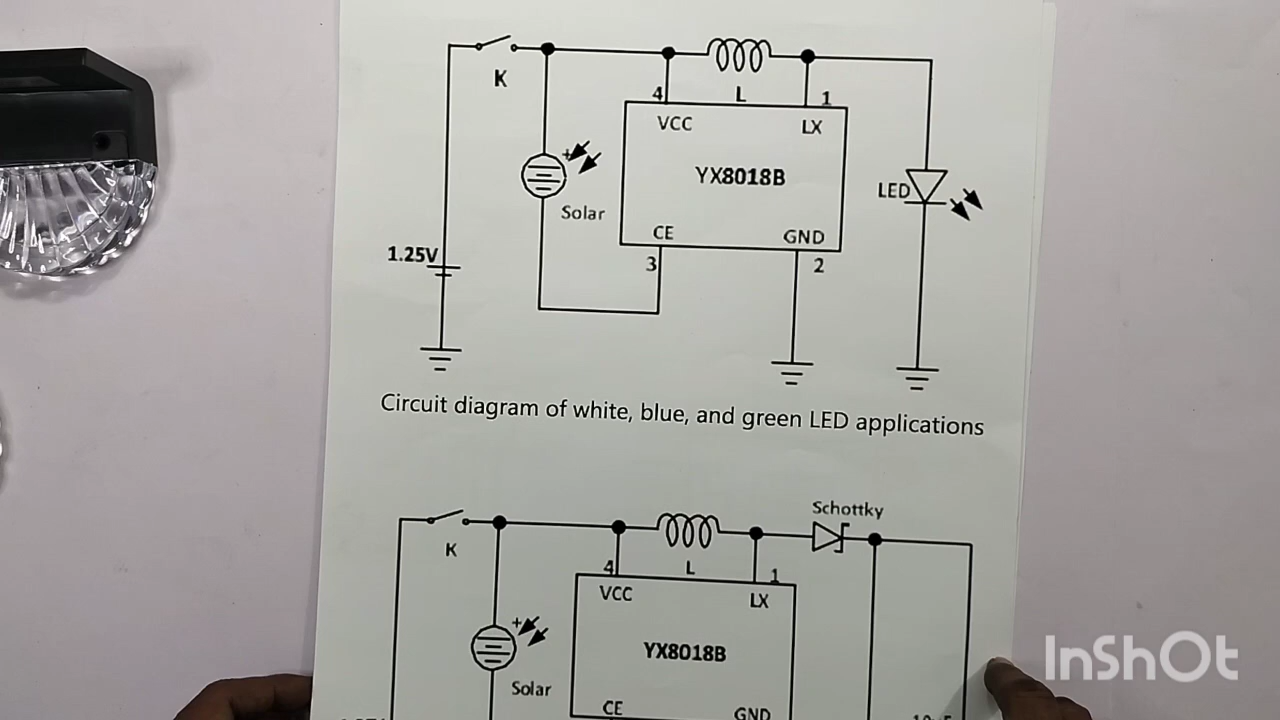 K
4
L
1
VCC
LX
YX8018B
+
Solar
LED
CE
GND
3
2
1.25V
Circuit diagram of white, blue, and green LED applications
Schottky
K
4
L
1
VCC
LX
+
YX8018B
Solar
CE
GND
InShOt